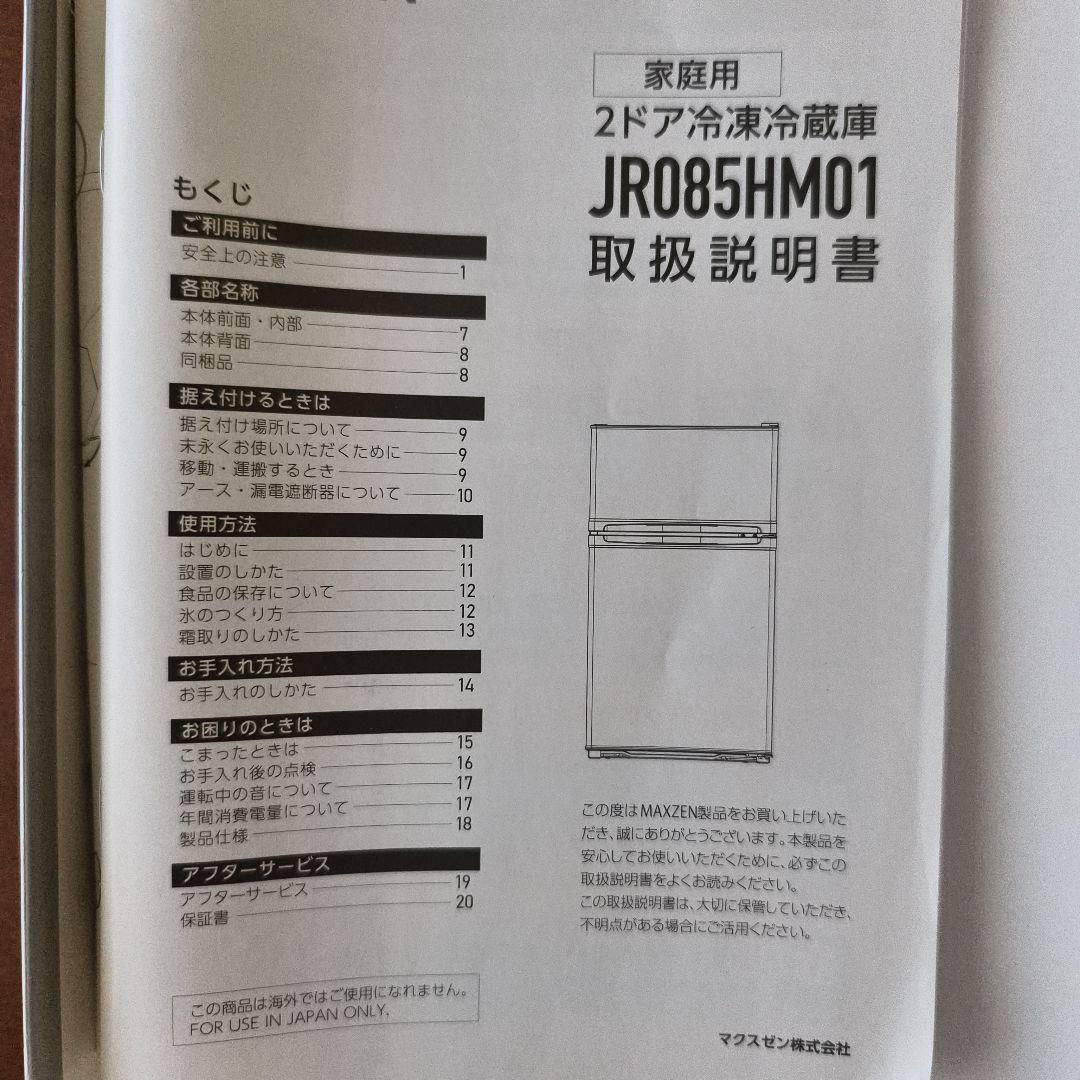 家庭用
2ドア冷凍冷蔵庫
JR085HM01
取扱説明書
もくじ
ご利用前に
安全上の注意 1
各部名称
本体前面・内部 7
本体背面 8
同梱品 8
据え付けるときは
据え付け場所について 9
末永くお使いいただくために 9
移動・運搬するとき 9
アース・漏電遮断器について 10
使用方法
はじめに 11
設置のしかた 11
食品の保存について 12
氷のつくり方 12
霜取りのしかた 13
お手入れ方法
お手入れのしかた 14
お困りのときは
こまったときは 15
お手入れ後の点検 16
運転中の音について 17
年間消費電量について 17
製品仕様 18
アフターサービス
アフターサービス 19
保証書 20
この商品は海外ではご使用になれません。
FOR USE IN JAPAN ONLY.
この度はMAXZEN製品をお買い上げいた
だき、誠にありがとうございます。本製品を
安心してお使いいただくために、必ずこの
取扱説明書をよくお読みください。
この取扱説明書は、大切に保管していただき、
不明点がある場合にご活用ください。
マクスゼン株式会社